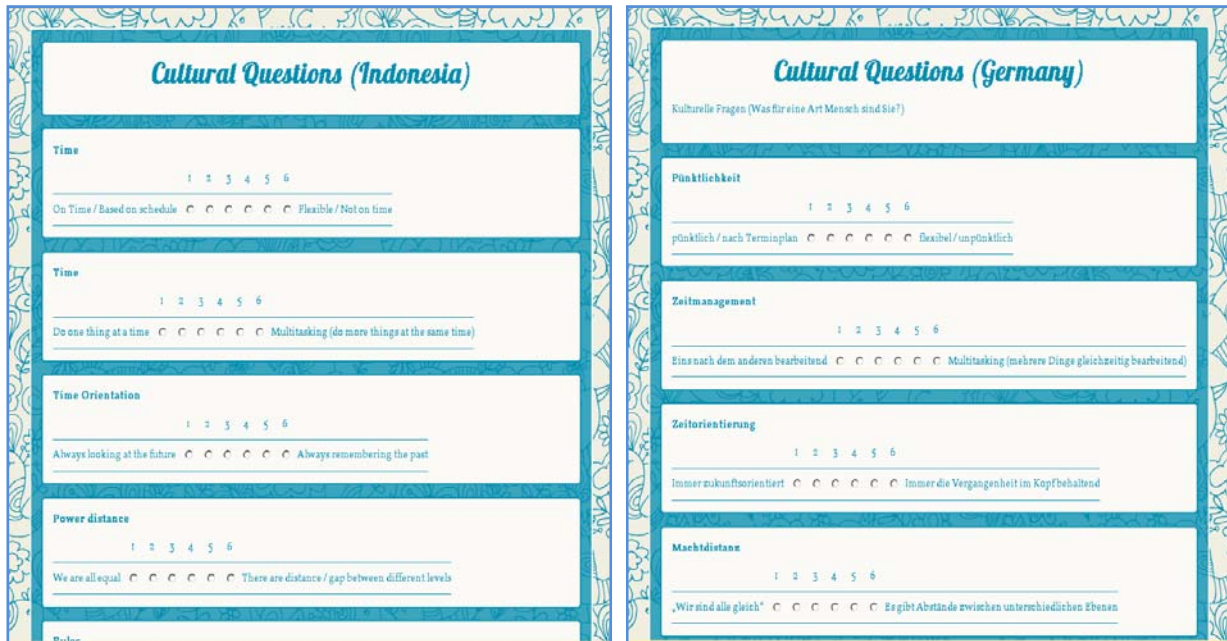 Cultural Questions (Indonesia)
Time
1 2 3 4 5 6
On Time / Based on schedule Flexible / Not on time
Time
1 2 3 4 5 6
Do one thing at a time Multitasking (do more things at the same time)
Time Orientation
1 2 3 4 5 6
Always looking at the future Always remembering the past
Power distance
1 2 3 4 5 6
We are all equal There are distance / gap between different levels
Cultural Questions (Germany)
Kulturelle Fragen (Was für eine Art Mensch sind Sie?)
Pünktlichkeit
1 2 3 4 5 6
pünktlich / nach Terminplan flexibel / unpünktlich
Zeitmanagement
1 2 3 4 5 6
Eins nach dem anderen bearbeitend Multitasking (mehrere Dinge gleichzeitig bearbeitend)
Zeitorientierung
1 2 3 4 5 6
Immer zukunftsorientiert Immer die Vergangenheit im Kopf behaltend
Machtdistanz
1 2 3 4 5 6
„Wir sind alle gleich“ Es gibt Abstände zwischen unterschiedlichen Ebenen